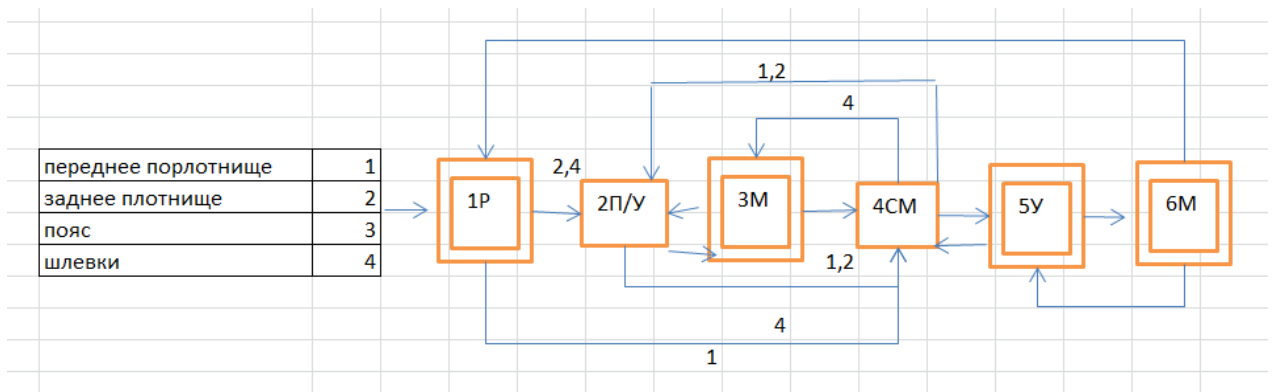 1,2
4
переднее порлотнище 1
заднее плотнище 2
пояс 3
шлевки 4
2,4
1Р
2П/У
3М
4СМ
5У
6М
1,2
4
1